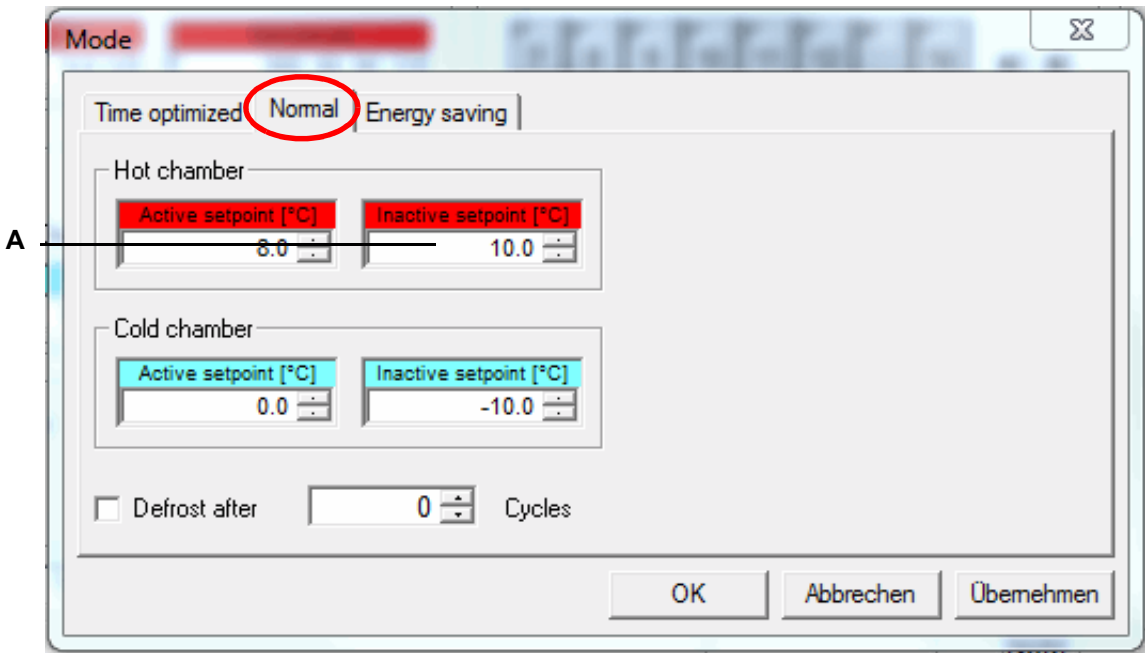 Mode
Time optimized Normal Energy saving
Hot chamber
Active setpoint [°C] Inactive setpoint [°C]
A
8.0 10.0
Cold chamber
Active setpoint [°C] Inactive setpoint [°C]
0.0 -10.0
Defrost after 0 Cycles
OK Abbrechen Übernehmen